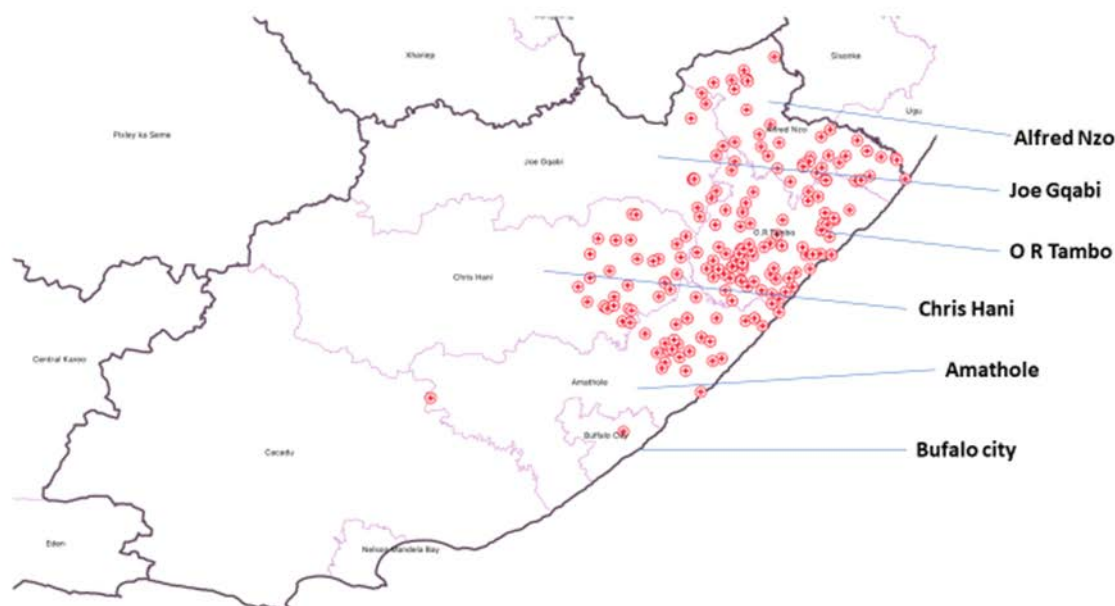 Xhariep
Sisonke
Ugu
Pixley ka Seme
Alfred Nzo
Alfred Nzo
Joe Gqabi
Joe Gqabi
O R Tambo
O R Tambo
Chris Hani
Chris Hani
Central Karoo
Amathole
Amathole
Buffalo City
Bufalo city
Cacadu
Eden
Nelson Mandela Bay